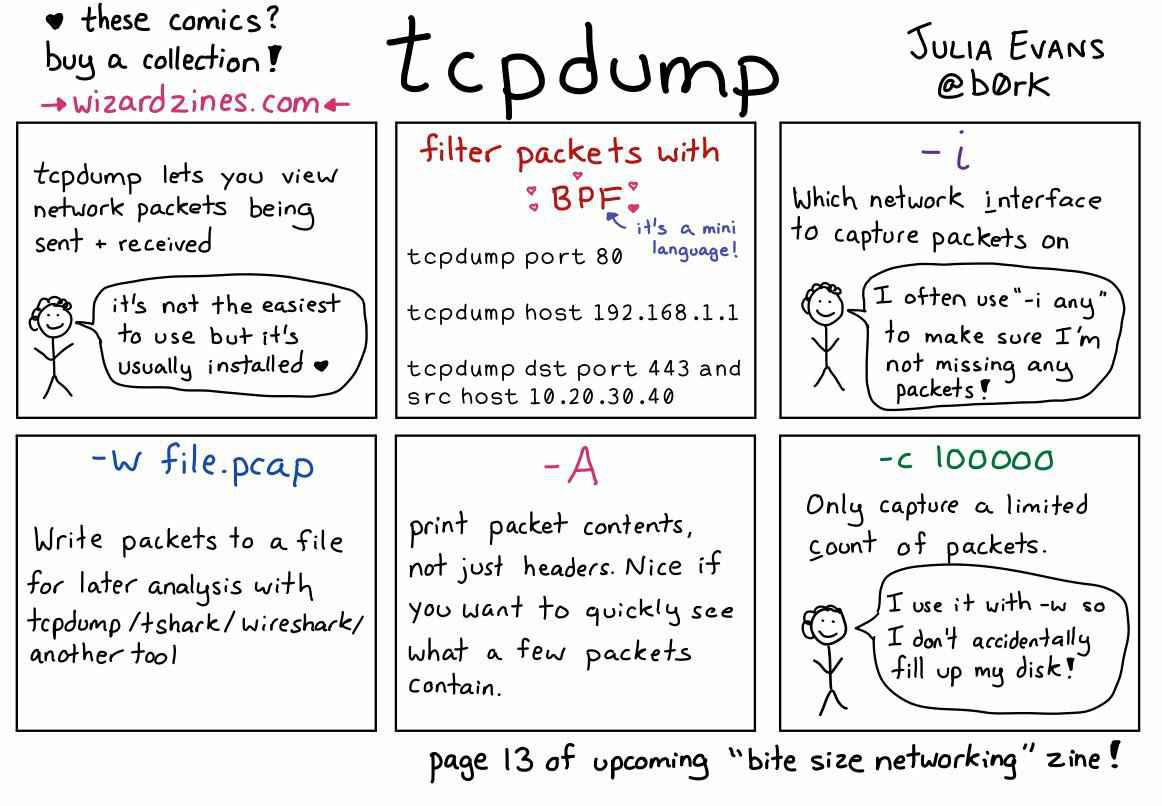 ♥ these comics?
buy a collection!
→wizardzines.com←
tcpdump
JULIA EVANS
@b0rk
tcpdump lets you view
network packets being
sent + received
it's not the easiest
to use but it's
usually installed ♥
filter packets with
BPF
it's a mini
language!
tcpdump port 80
tcpdump host 192.168.1.1
tcpdump dst port 443 and
src host 10.20.30.40
-i
Which network interface
to capture packets on
I often use "-i any"
to make sure I'm
not missing any
packets!
-w file.pcap
Write packets to a file
for later analysis with
tcpdump/tshark/wireshark/
another tool
-A
print packet contents,
not just headers. Nice if
you want to quickly see
what a few packets
contain.
-c 100000
Only capture a limited
count of packets.
I use it with -w so
I don't accidentally
fill up my disk!
page 13 of upcoming "bite size networking" zine!